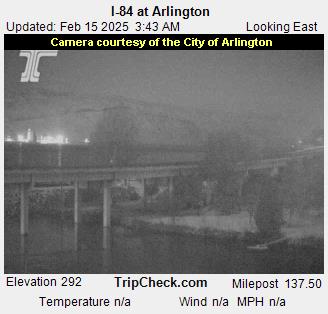 I-84 at Arlington
Updated: Feb 15 2025 3:43 AM Looking East
Camera courtesy of the City of Arlington
Elevation 292 TripCheck.com Milepost 137.50
Temperature n/a Wind n/a MPH n/a